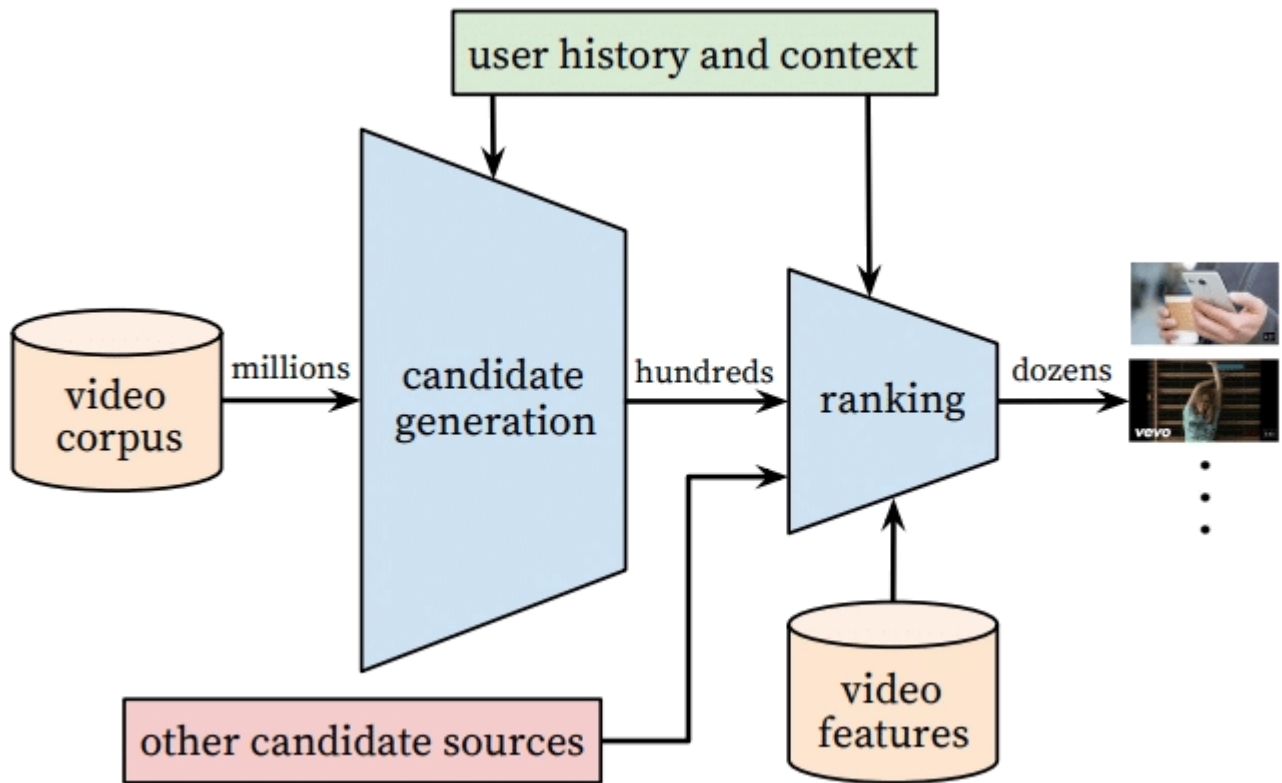 user history and context
millions
video
corpus
candidate
generation
hundreds
ranking
dozens
vevo
other candidate sources
video
features